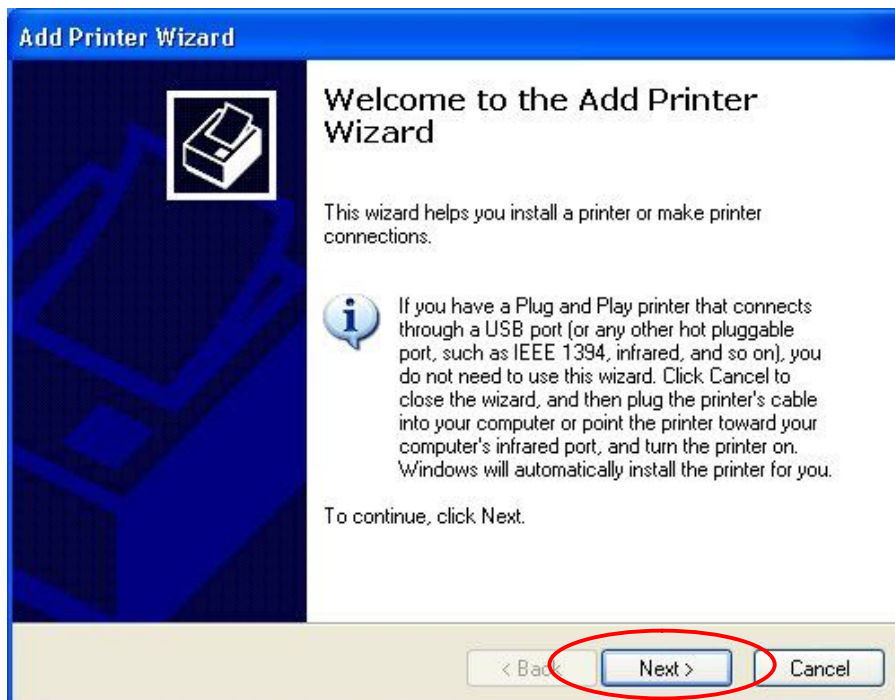 Add Printer Wizard
Welcome to the Add Printer
Wizard
This wizard helps you install a printer or make printer
connections.
If you have a Plug and Play printer that connects
through a USB port (or any other hot pluggable
port, such as IEEE 1394, infrared, and so on), you
do not need to use this wizard. Click Cancel to
close the wizard, and then plug the printer's cable
into your computer or point the printer toward your
computer's infrared port, and turn the printer on.
Windows will automatically install the printer for you.
To continue, click Next.
< Back
Next >
Cancel